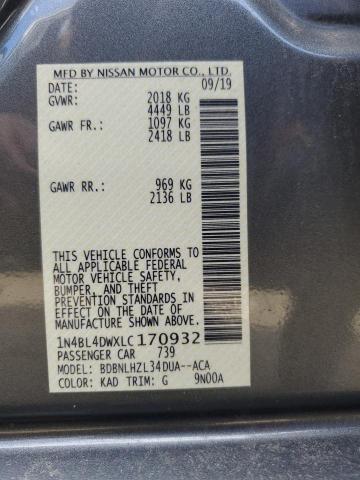 MFD BY NISSAN MOTOR CO., LTD.
DATE: 09/19
GVWR: 2018 KG
4449 LB
GAWR FR.: 1097 KG
2418 LB
GAWR RR.: 969 KG
2136 LB
THIS VEHICLE CONFORMS TO
ALL APPLICABLE FEDERAL
MOTOR VEHICLE SAFETY,
BUMPER, AND THEFT
PREVENTION STANDARDS IN
EFFECT ON THE DATE OF
MANUFACTURE SHOWN ABOVE.
1N4BL4DWXLC170932
PASSENGER CAR 739
MODEL: BDBNLHZL34DUA--ACA
COLOR: KAD TRIM: G 9N00A